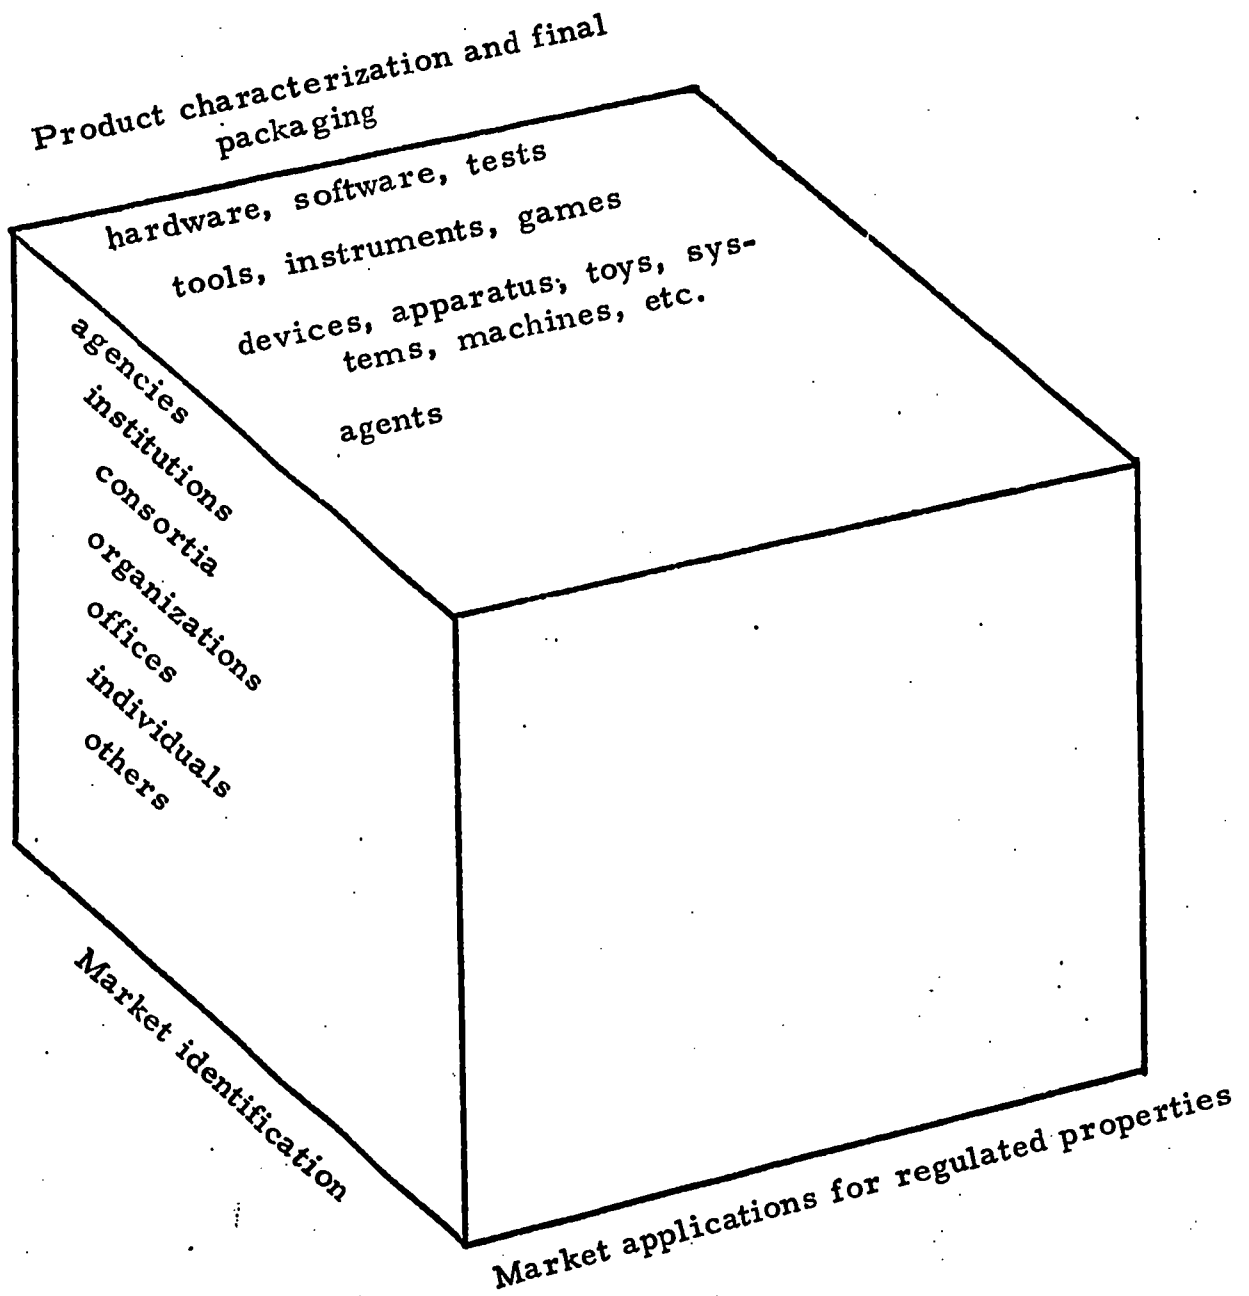 Product characterization and final
packaging
hardware, software, tests
tools, instruments, games
devices, apparatus, toys, sys-
tems, machines, etc.
agents
agencies
institutions
consortia
organizations
offices
individuals
others
Market identification
Market applications for regulated properties